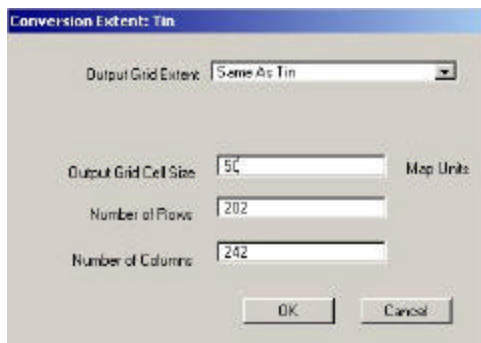 Conversion Extent: Tin
Output Grid Extent Same As Tin
Output Grid Cell Size 50 Map Units
Number of Rows 202
Number of Columns 242
OK Cancel